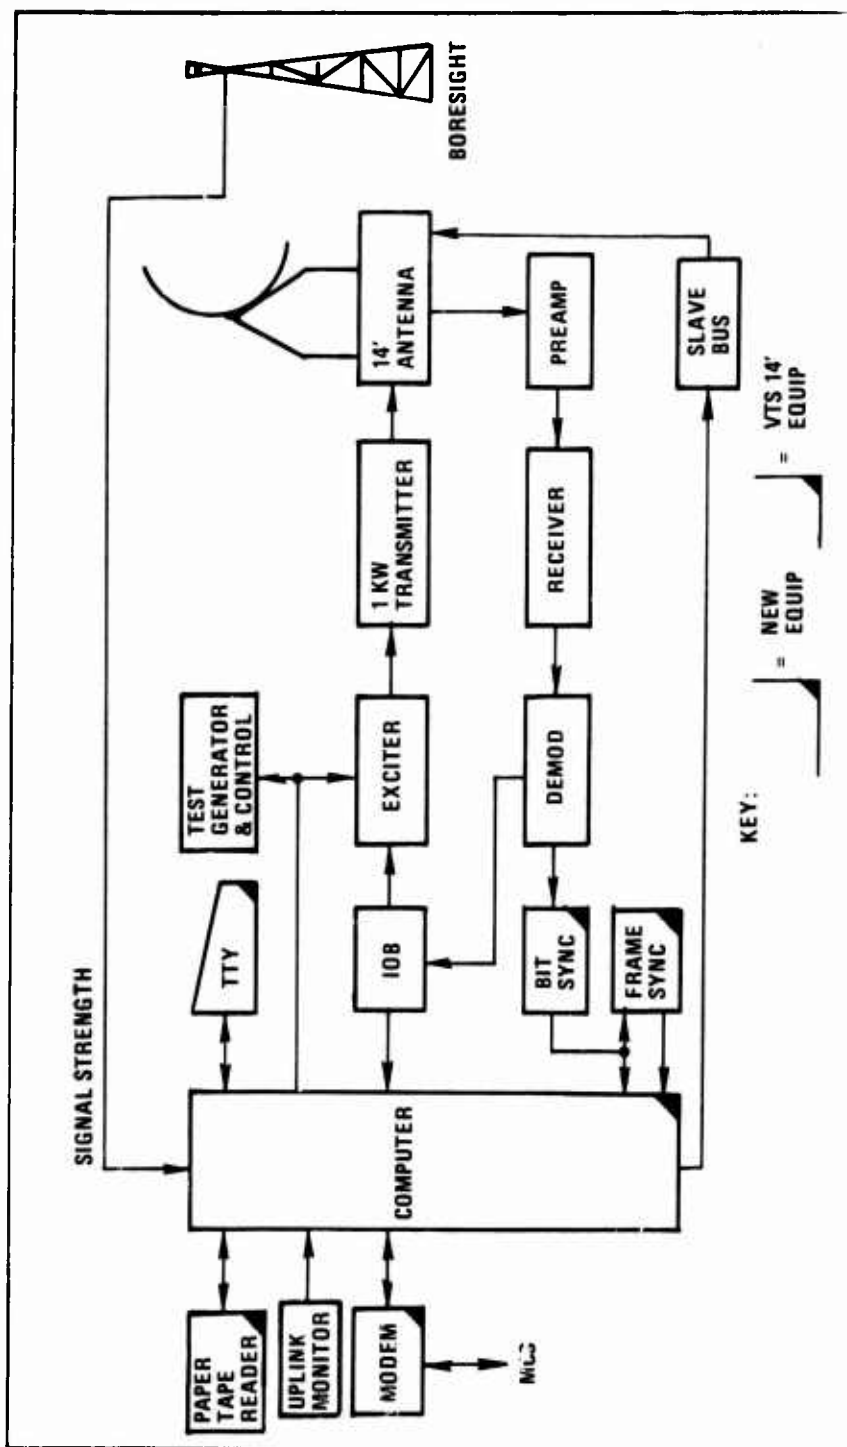 SIGNAL STRENGTH
BORESIGHT
PAPER
TAPE
READER
UPLINK
MONITOR
MODEM
COMPUTER
TTY
TEST
GENERATOR
& CONTROL
IOB
EXCITER
1 KW
TRANSMITTER
14'
ANTENNA
BIT
SYNC
FRAME
SYNC
DEMOD
RECEIVER
PREAMP
SLAVE
BUS
KEY:
= NEW
EQUIP
= VTS 14'
EQUIP